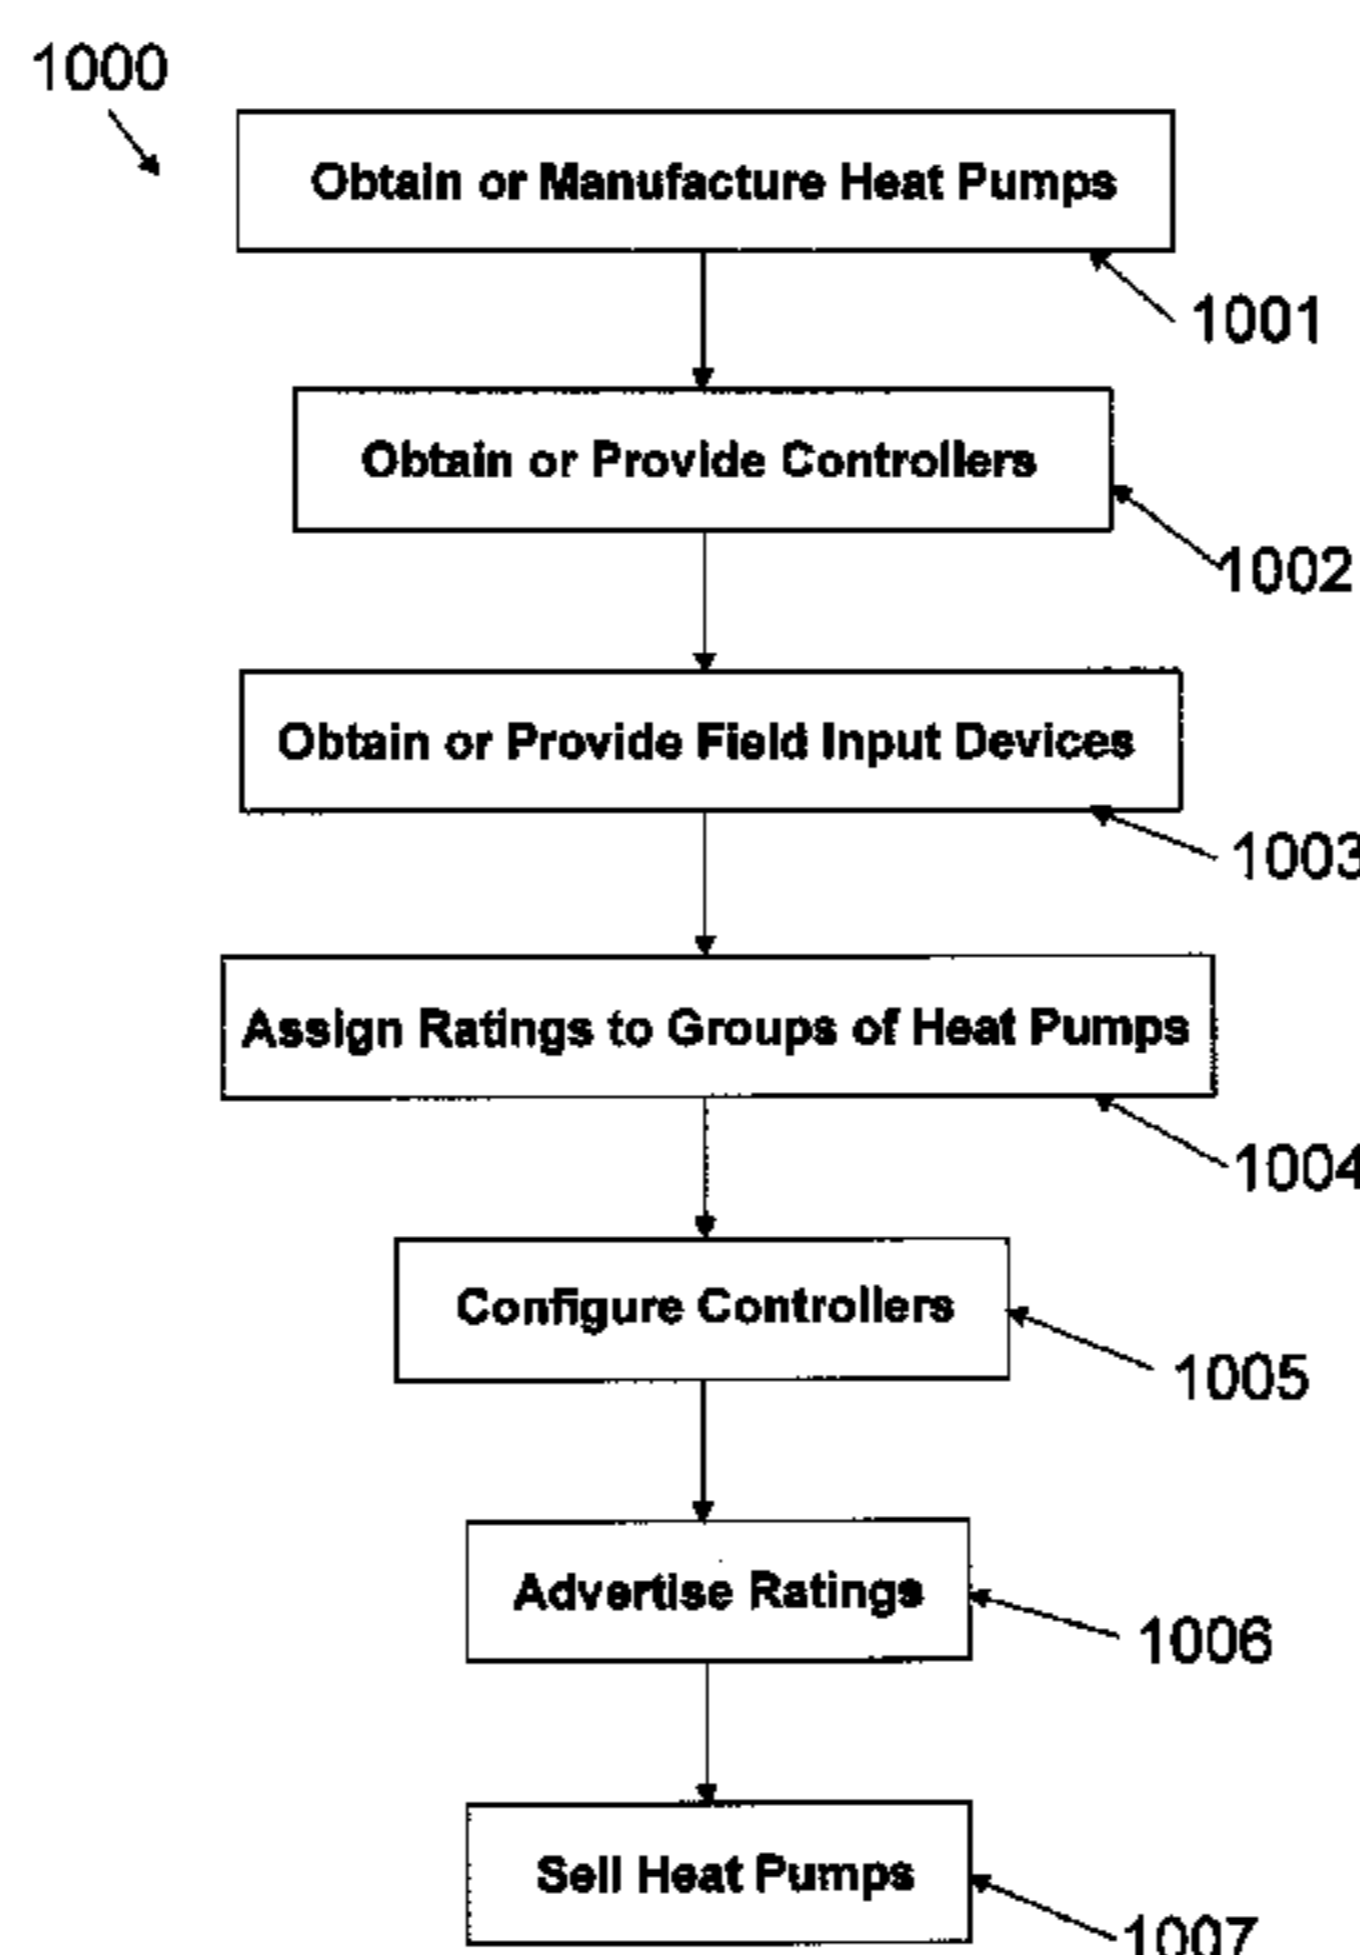 1000
Obtain or Manufacture Heat Pumps
1001
Obtain or Provide Controllers
1002
Obtain or Provide Field Input Devices
1003
Assign Ratings to Groups of Heat Pumps
1004
Configure Controllers
1005
Advertise Ratings
1006
Sell Heat Pumps
1007